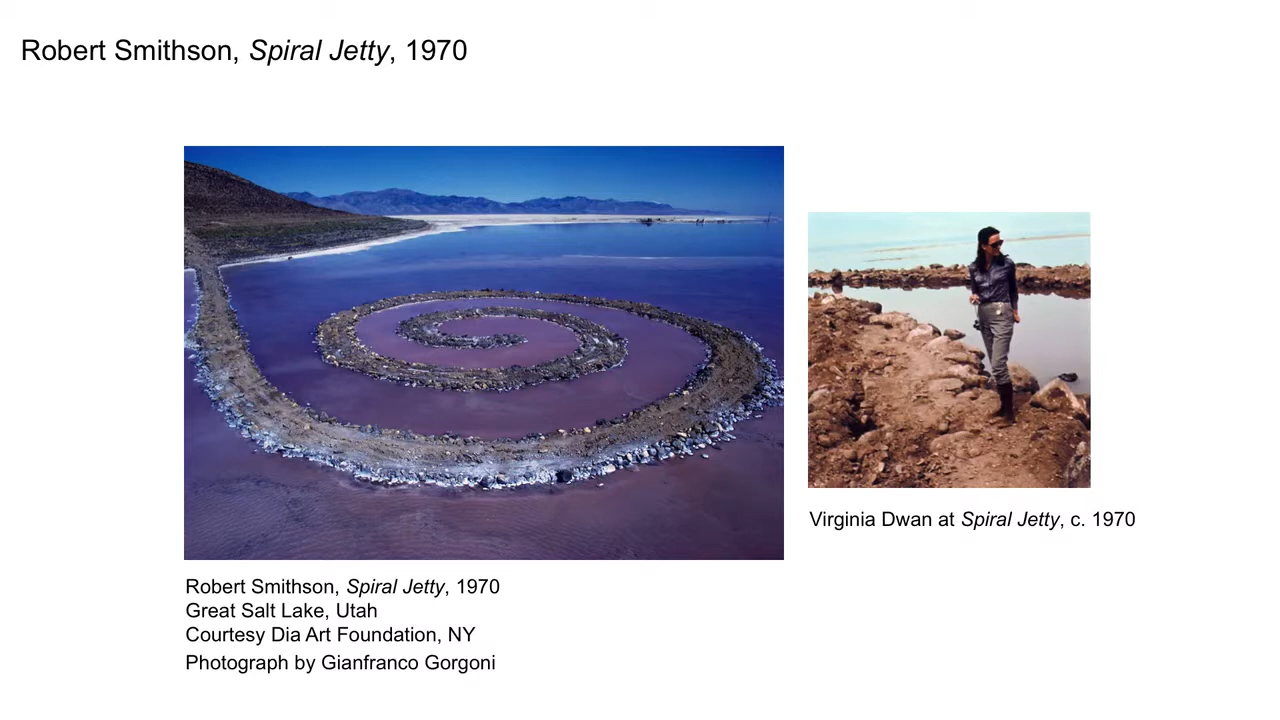 Robert Smithson, Spiral Jetty, 1970
Robert Smithson, Spiral Jetty, 1970
Great Salt Lake, Utah
Courtesy Dia Art Foundation, NY
Photograph by Gianfranco Gorgoni
Virginia Dwan at Spiral Jetty, c. 1970